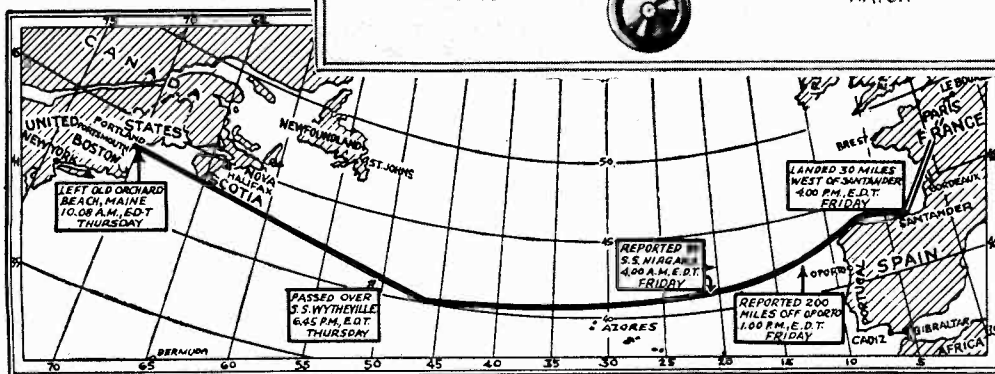 75
70
65
CANADA
UNITED
STATES
PORTLAND
PORTSMOUTH
BOSTON
NEW YORK
NEWFOUNDLAND
ST. JOHNS
NOVA
HALIFAX
SCOTIA
LEFT OLD ORCHARD
BEACH, MAINE
10.08 A.M., E.D.T
THURSDAY
PASSED OVER
S.S. WYTHEVILLE
6.45 P.M., E.D.T.
THURSDAY
BERMUDA
50
45
40
AZORES
REPORTED
S.S. NIAGARA
4.00 A.M. E.D.T.
FRIDAY
REPORTED 200
MILES OFF OPORTO
1.00 P.M., E.D.T.
FRIDAY
LANDED 30 MILES
WEST OF SANTANDER
4.00 P.M., E.D.T.
FRIDAY
BREST
PARIS
FRANCE
BORDEAUX
SANTANDER
SPAIN
OPORTO
PORTUGAL
CADIZ
GIBRALTAR
AFRICA
70
65
60
55
50
45
40
35
30
25
20
15
10
5